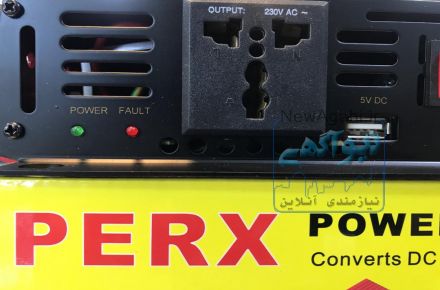 OUTPUT: 230V AC ~
POWER FAULT
5V DC
NewAgahi
نیوآگهی
نیازمندی آنلاین
PERX POWE
Converts DC